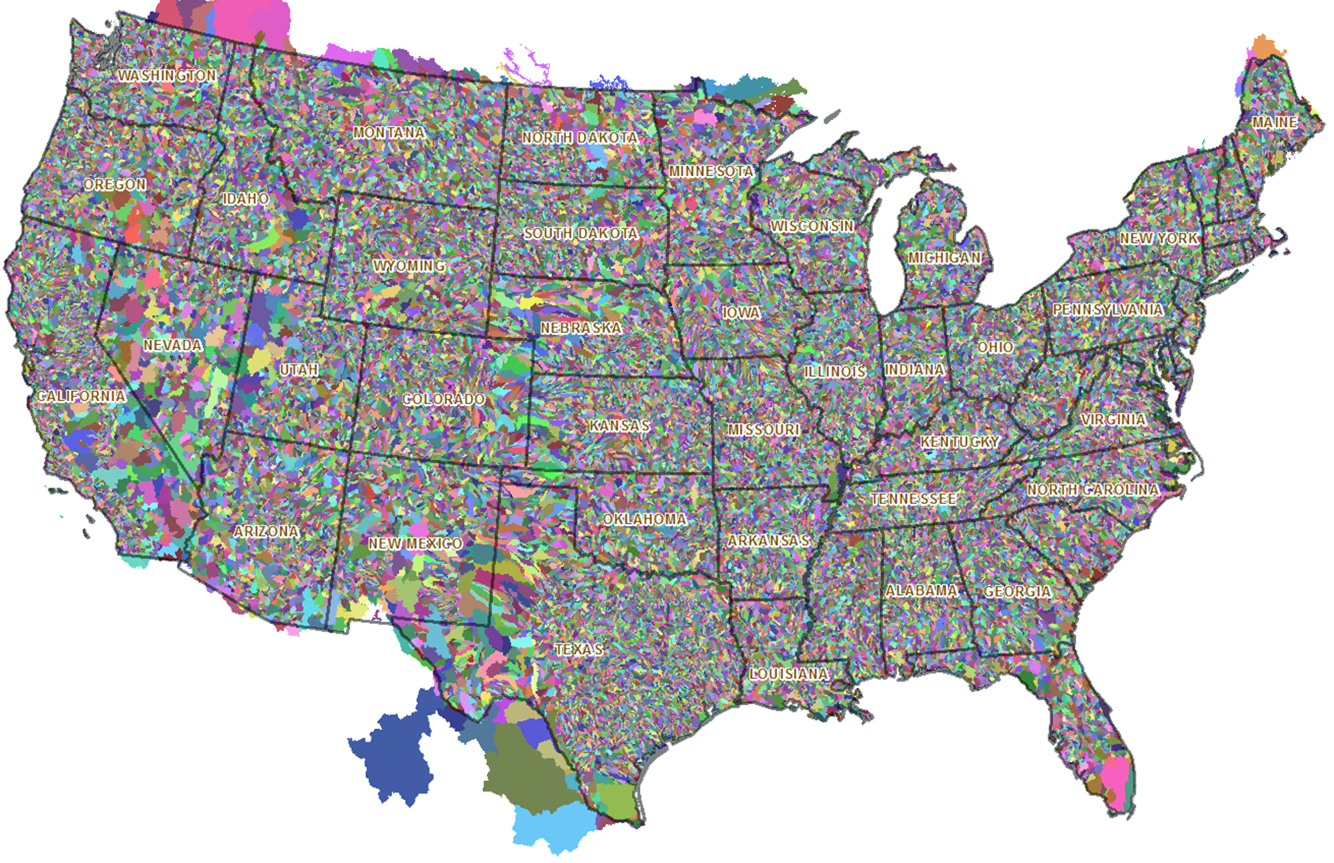 WASHINGTON
MONTANA
NORTH DAKOTA
MINNESOTA
MAINE
OREGON
IDAHO
WISCONSIN
SOUTH DAKOTA
NEW YORK
MICHIGAN
WYOMING
IOWA
PENNSYLVANIA
NEBRASKA
NEVADA
OHIO
UTAH
ILLINOIS
INDIANA
CALIFORNIA
COLORADO
KANSAS
MISSOURI
VIRGINIA
KENTUCKY
TENNESSEE
NORTH CAROLINA
ARIZONA
NEW MEXICO
OKLAHOMA
ARKANSAS
ALABAMA
GEORGIA
TEXAS
LOUISIANA